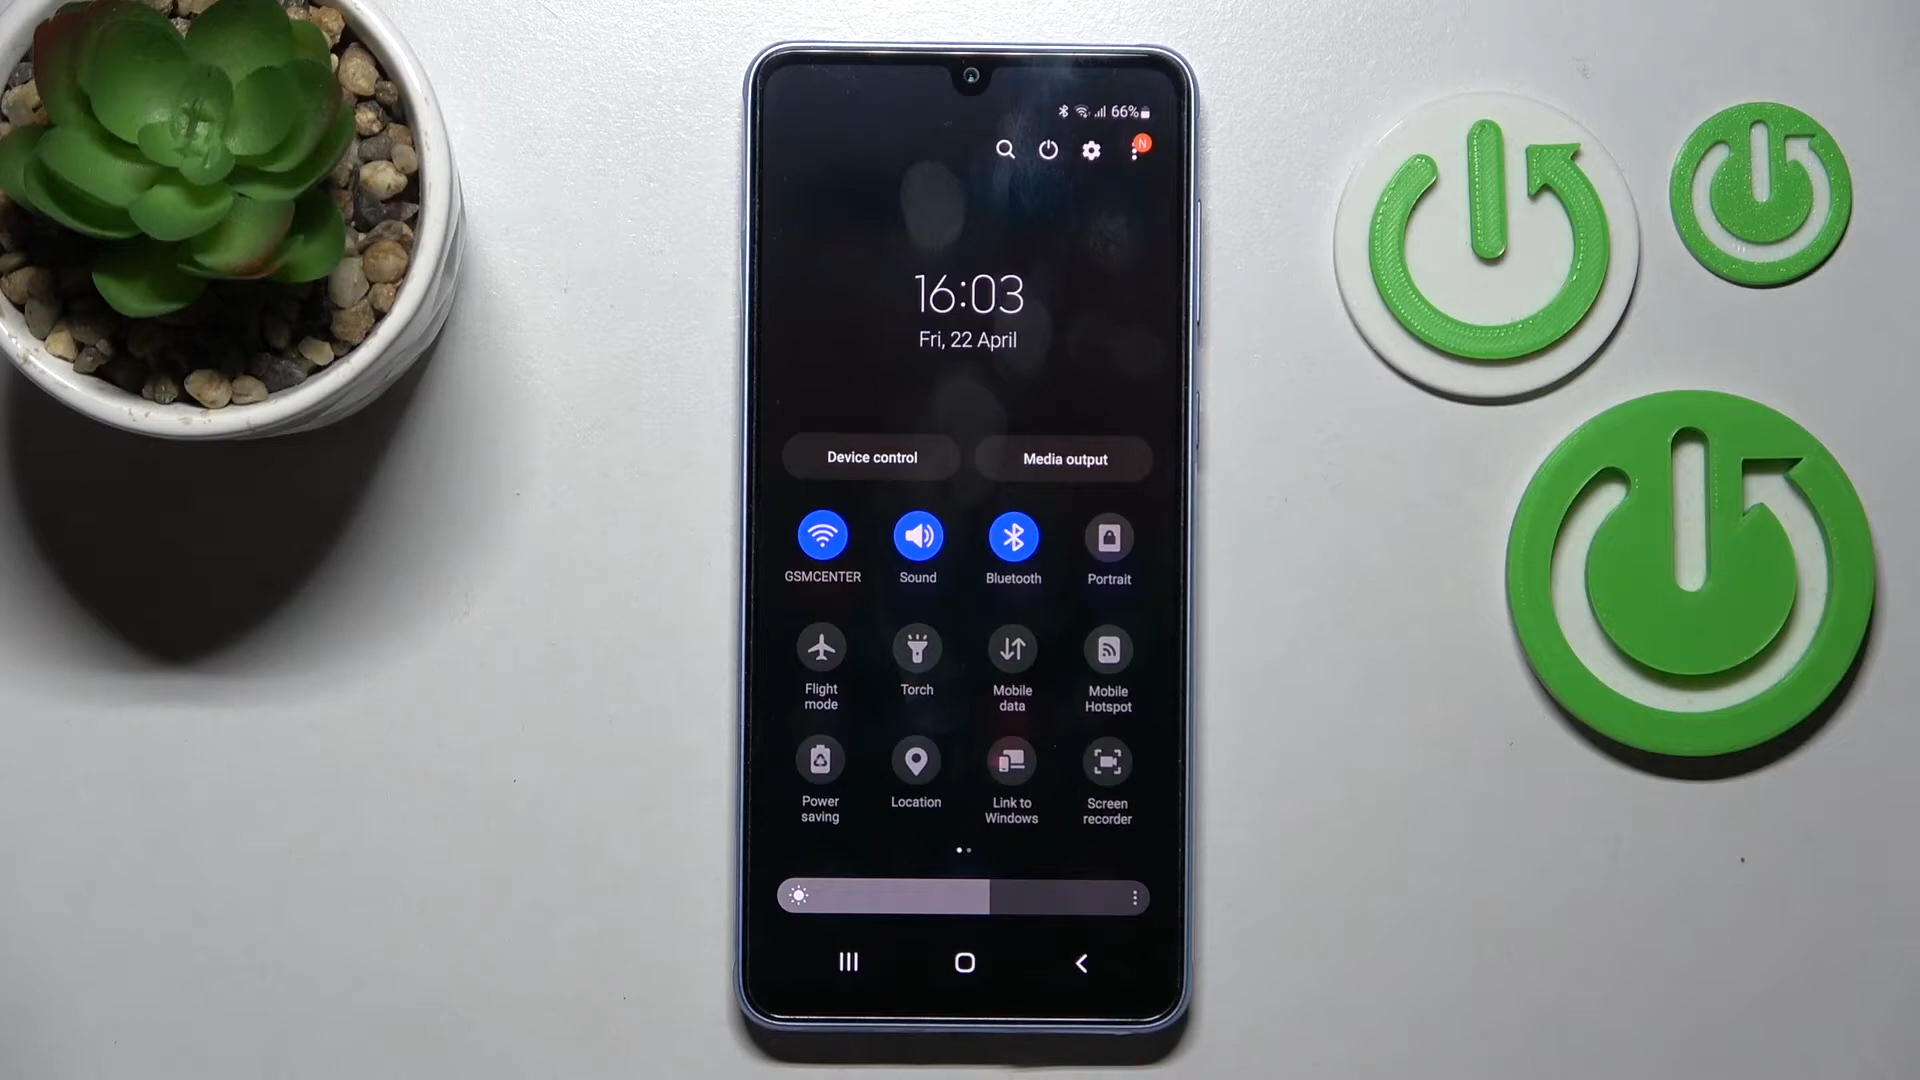 66%
N
16:03
Fri, 22 April
Device control
Media output
GSMCENTER
Sound
Bluetooth
Portrait
Flight
mode
Torch
Mobile
data
Mobile
Hotspot
Power
saving
Location
Link to
Windows
Screen
recorder